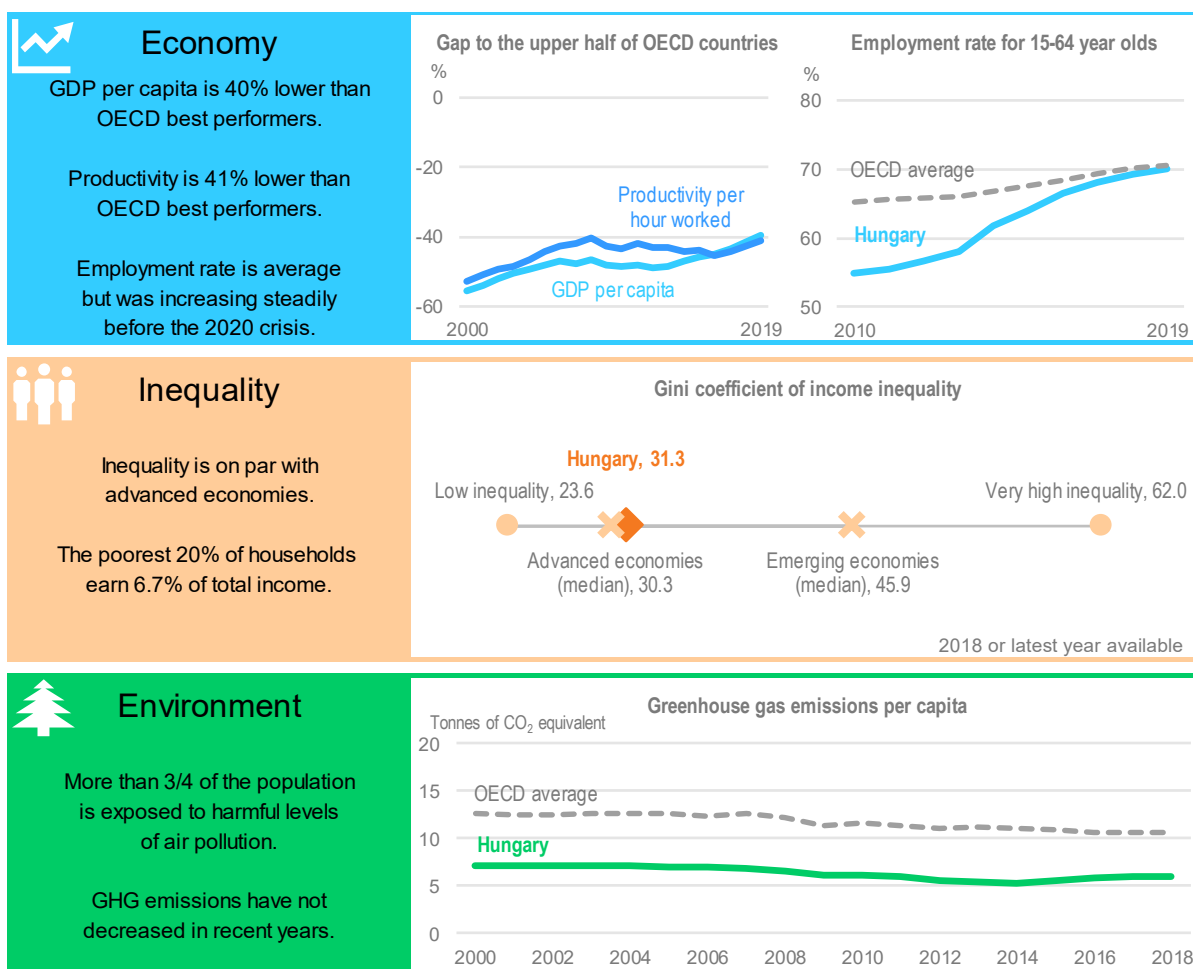 Economy
GDP per capita is 40% lower than
OECD best performers.
Productivity is 41% lower than
OECD best performers.
Employment rate is average
but was increasing steadily
before the 2020 crisis.
Gap to the upper half of OECD countries
%
0
-20
-40
-60
Productivity per
hour worked
GDP per capita
2000
2019
Employment rate for 15-64 year olds
%
80
70
60
50
OECD average
Hungary
2010
2019
Inequality
Inequality is on par with
advanced economies.
The poorest 20% of households
earn 6.7% of total income.
Gini coefficient of income inequality
Hungary, 31.3
Low inequality, 23.6
Very high inequality, 62.0
Advanced economies
(median), 30.3
Emerging economies
(median), 45.9
2018 or latest year available
Environment
More than 3/4 of the population
is exposed to harmful levels
of air pollution.
GHG emissions have not
decreased in recent years.
Greenhouse gas emissions per capita
Tonnes of CO₂ equivalent
20
15
10
5
0
OECD average
Hungary
2000 2002 2004 2006 2008 2010 2012 2014 2016 2018